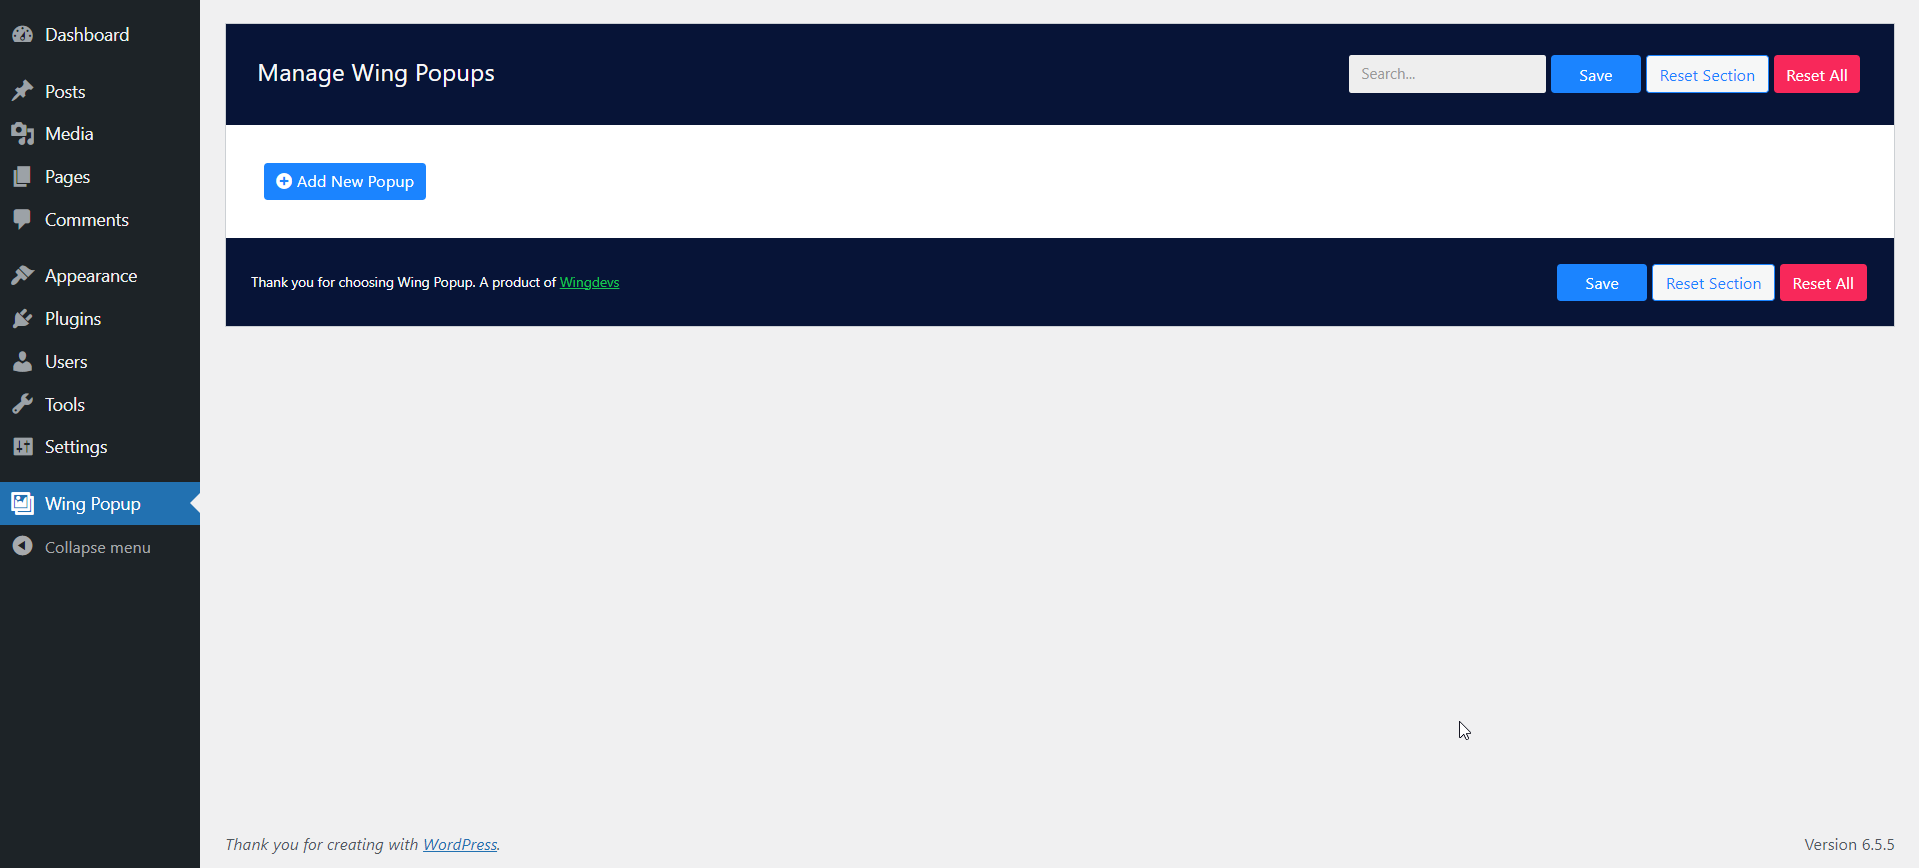 Dashboard
Posts
Media
Pages
Comments
Appearance
Plugins
Users
Tools
Settings
Wing Popup
Collapse menu
Manage Wing Popups
Search...
Save
Reset Section
Reset All
Add New Popup
Thank you for choosing Wing Popup. A product of Wingdevs
Save
Reset Section
Reset All
Thank you for creating with WordPress.
Version 6.5.5